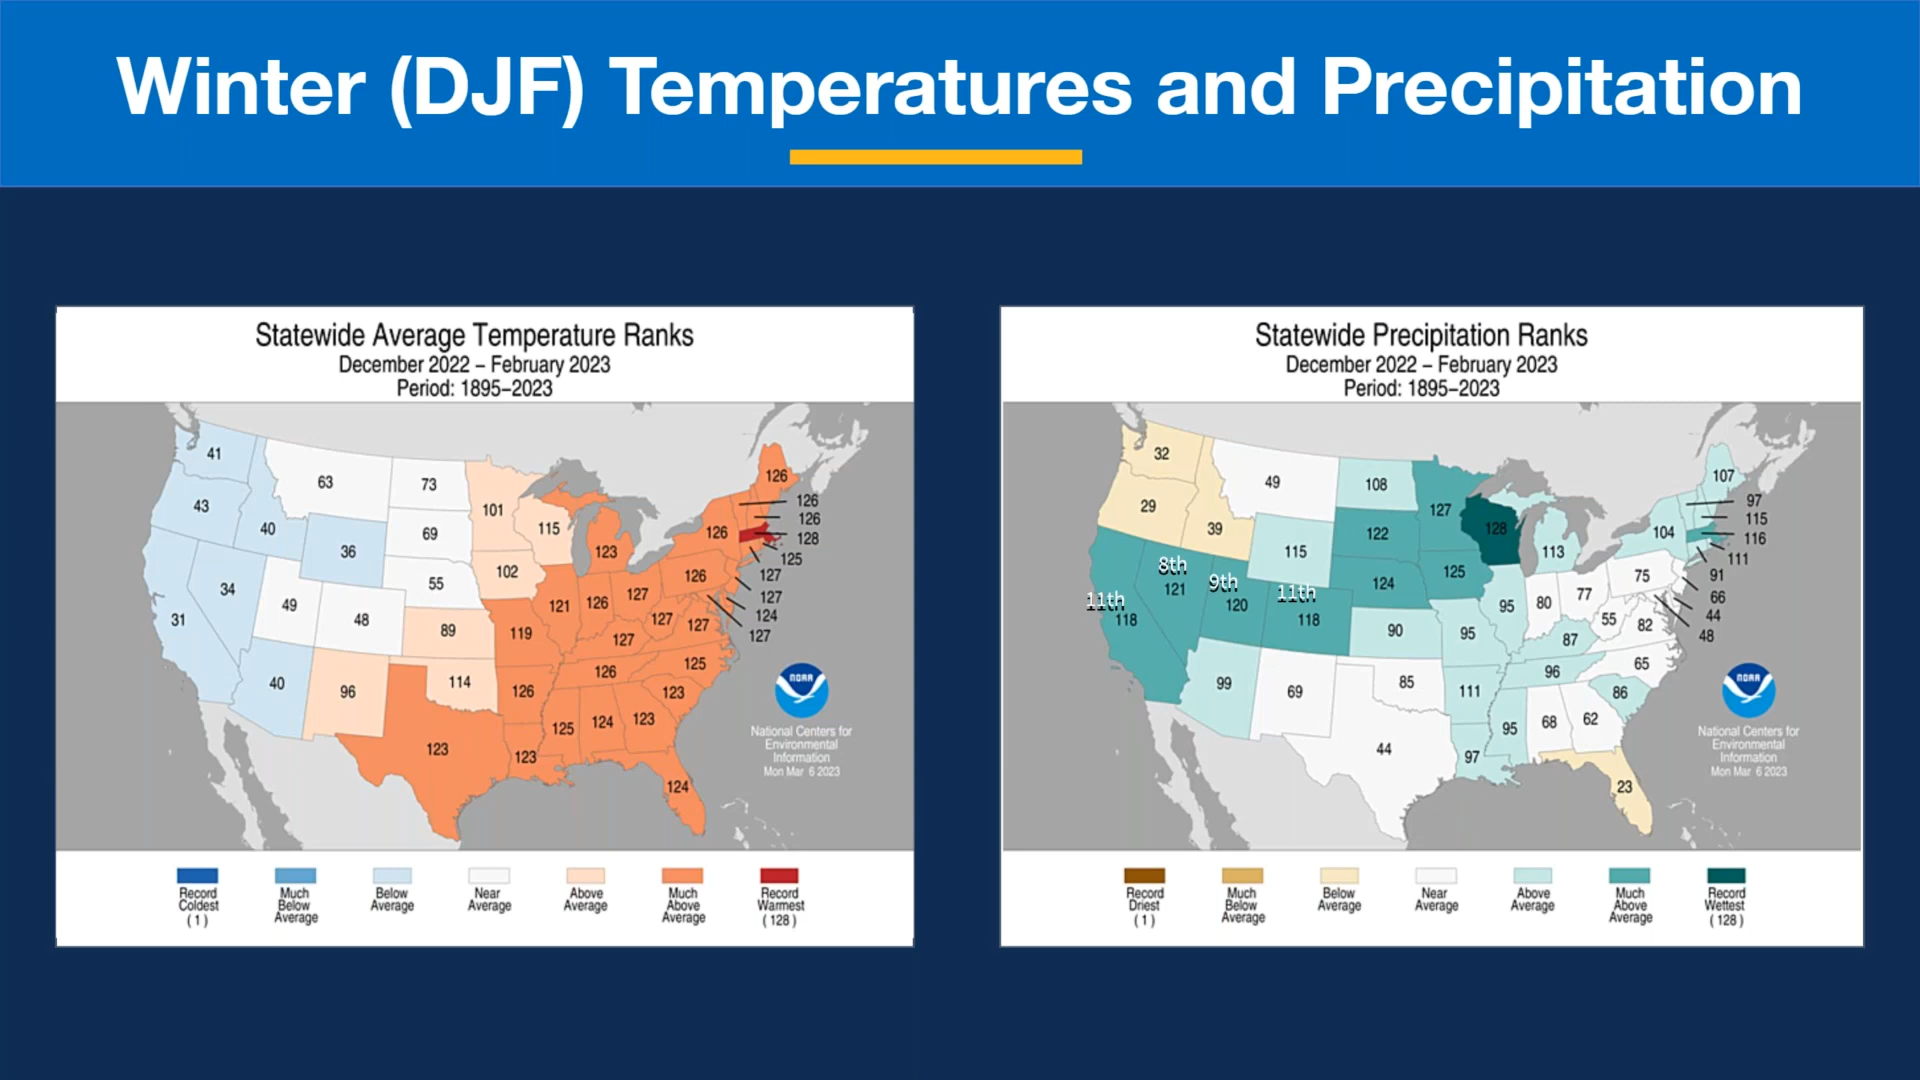 Winter (DJF) Temperatures and Precipitation
Statewide Average Temperature Ranks
December 2022 – February 2023
Period: 1895–2023
41
63
73
101
126
43
40
36
69
115
123
126
126
126
128
125
34
49
48
55
102
121
126
127
126
127
127
124
127
31
89
119
127
127
127
40
96
114
126
126
125
123
123
123
125
124
123
124
NOAA
National Centers for
Environmental
Information
Mon Mar 6 2023
Record
Coldest
(1)
Much
Below
Average
Below
Average
Near
Average
Above
Average
Much
Above
Average
Record
Warmest
(128)
Statewide Precipitation Ranks
December 2022 – February 2023
Period: 1895–2023
32
49
108
127
107
29
39
115
122
128
113
104
97
115
116
111
8th
121
9th
120
11th
118
124
125
95
80
77
75
91
66
44
48
11th
118
90
95
87
55
82
99
69
85
111
96
65
86
44
97
95
68
62
23
NOAA
National Centers for
Environmental
Information
Mon Mar 6 2023
Record
Driest
(1)
Much
Below
Average
Below
Average
Near
Average
Above
Average
Much
Above
Average
Record
Wettest
(128)